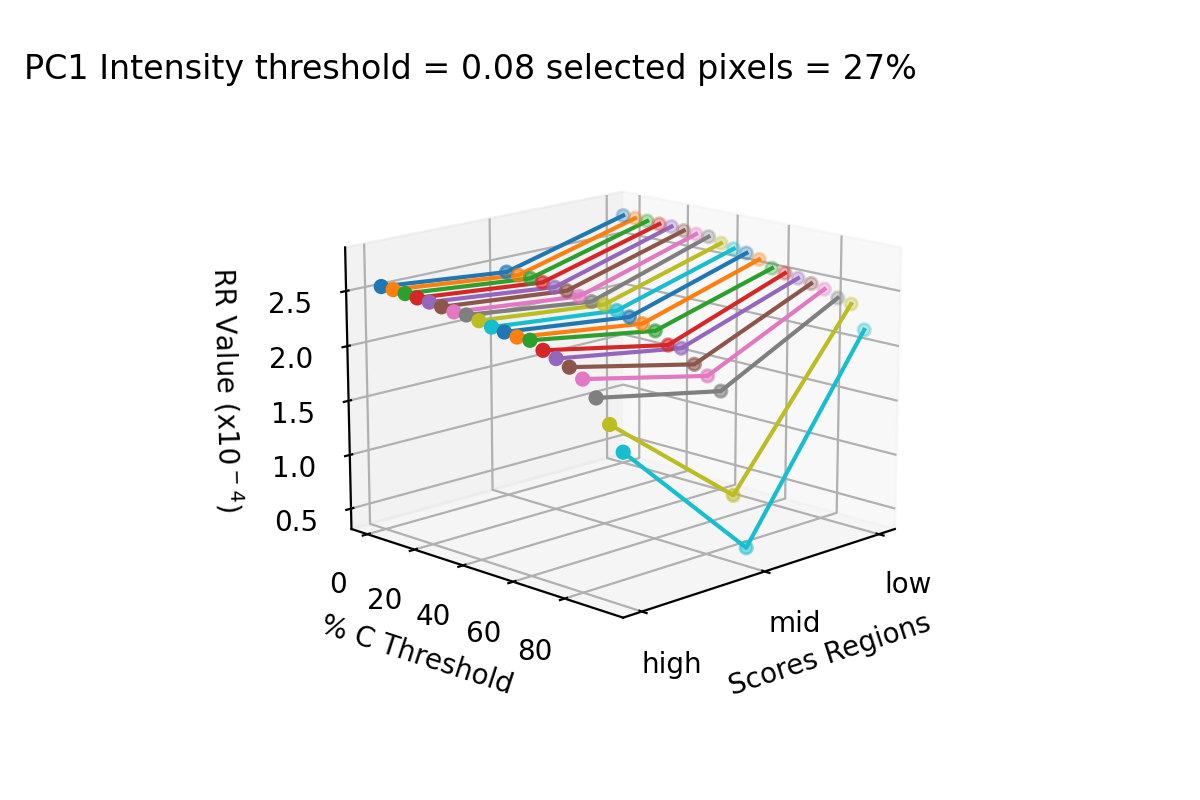 PC1 Intensity threshold = 0.08 selected pixels = 27%
RR Value (x10⁻⁴)
2.5
2.0
1.5
1.0
0.5
0
20
40
60
80
% C Threshold
low
mid
high
Scores Regions